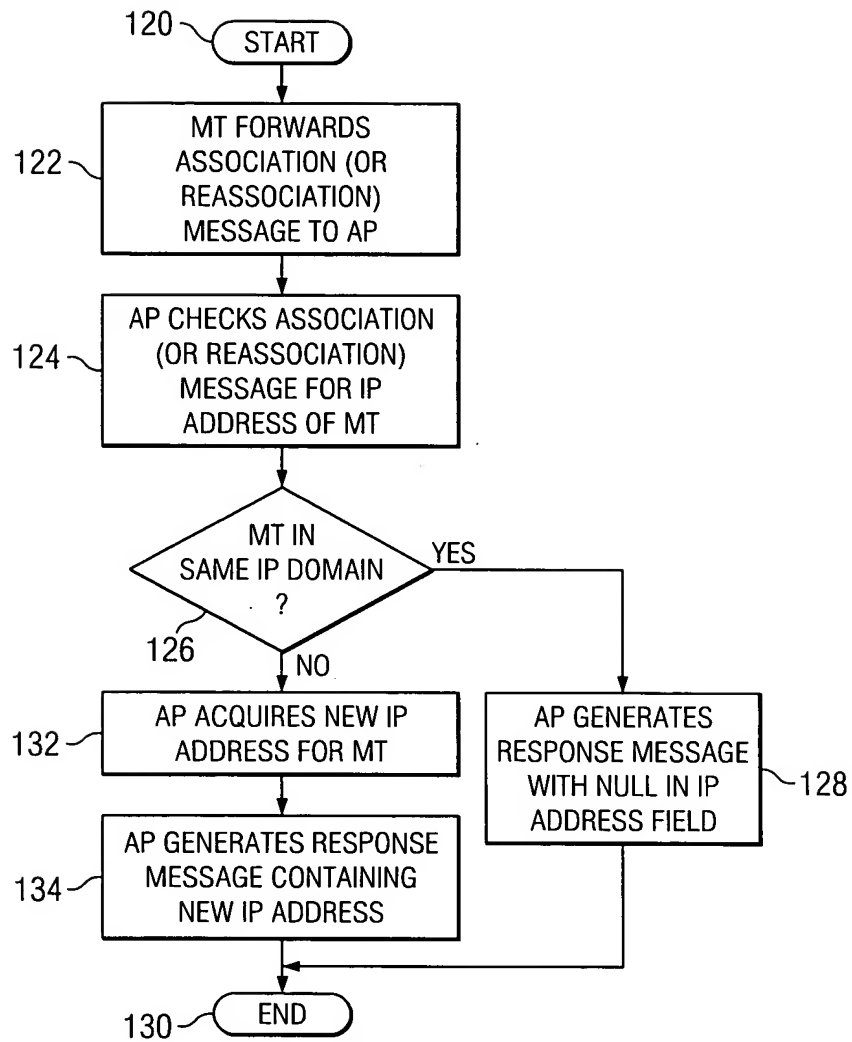 120
START
122
MT FORWARDS
ASSOCIATION (OR
REASSOCIATION)
MESSAGE TO AP
124
AP CHECKS ASSOCIATION
(OR REASSOCIATION)
MESSAGE FOR IP
ADDRESS OF MT
MT IN
SAME IP DOMAIN
?
YES
126
NO
132
AP ACQUIRES NEW IP
ADDRESS FOR MT
AP GENERATES
RESPONSE MESSAGE
WITH NULL IN IP
ADDRESS FIELD
128
134
AP GENERATES RESPONSE
MESSAGE CONTAINING
NEW IP ADDRESS
130
END